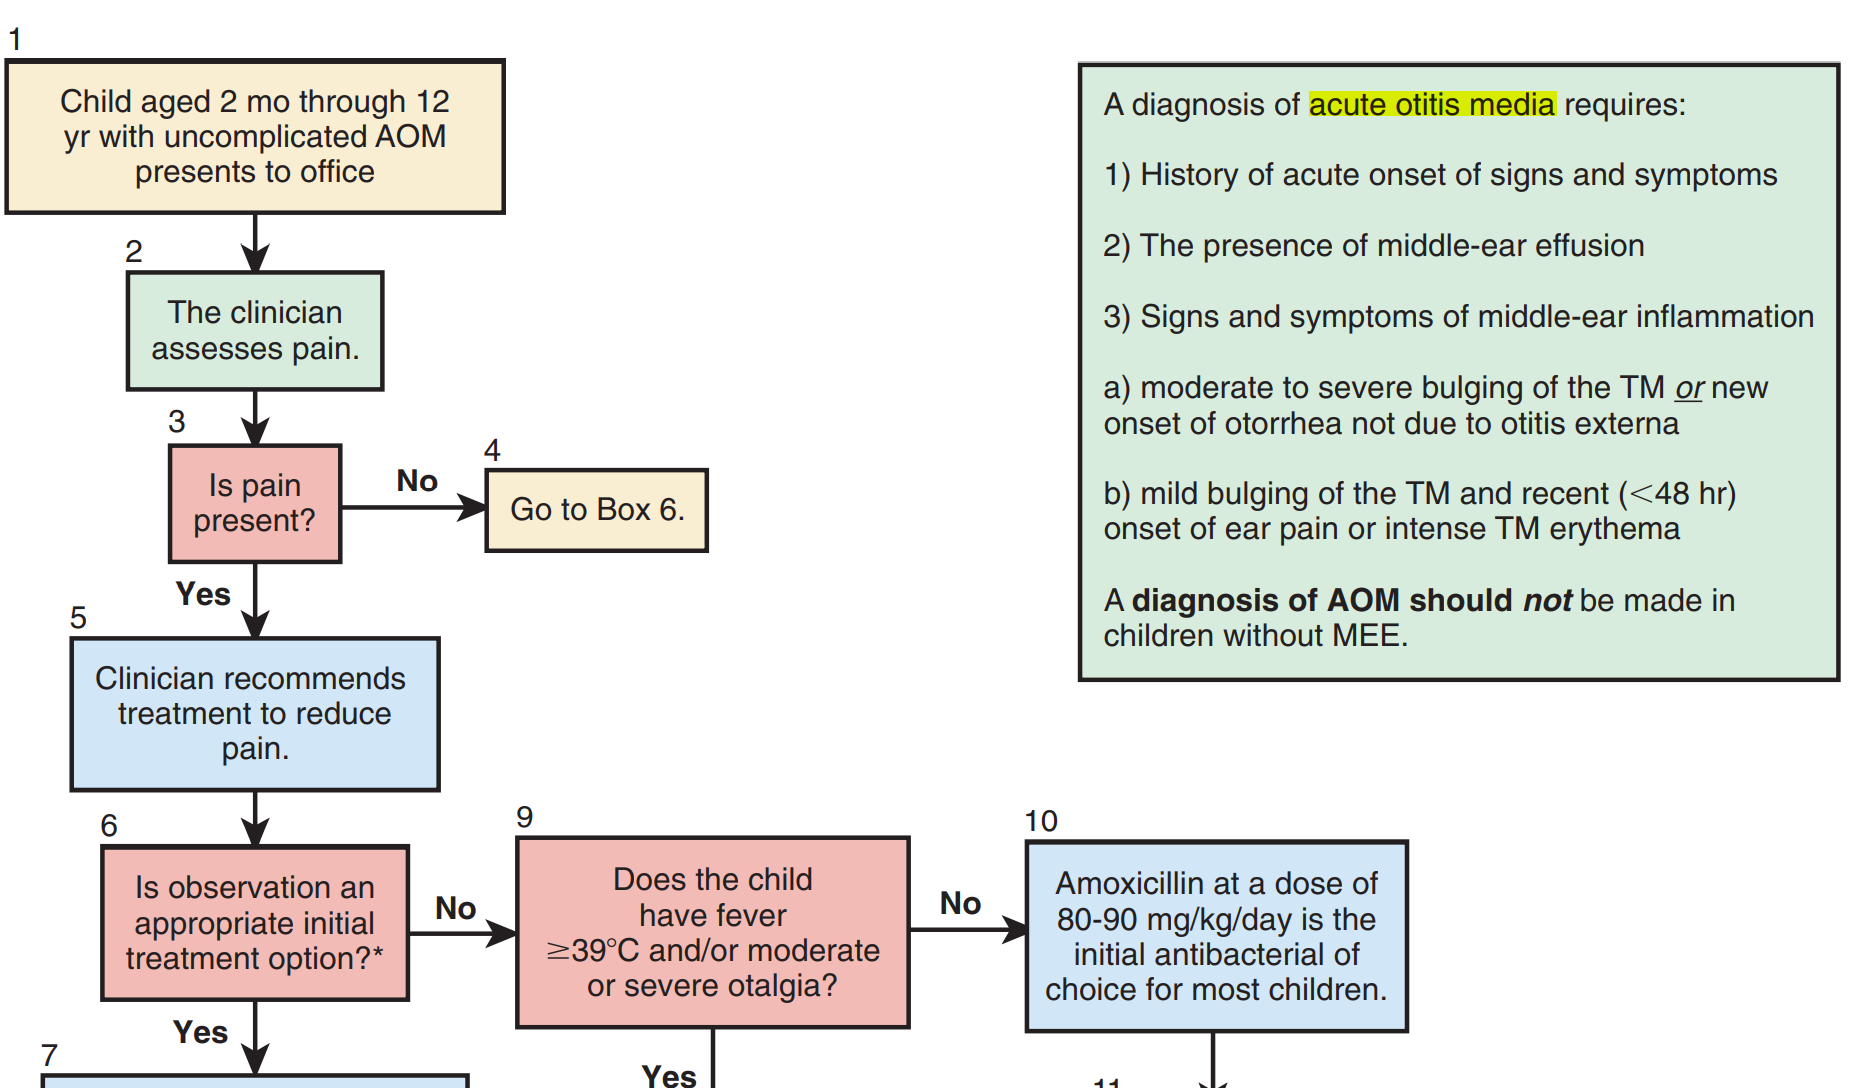 1
Child aged 2 mo through 12
yr with uncomplicated AOM
presents to office
2
The clinician
assesses pain.
3
Is pain
present?
No
4
Go to Box 6.
Yes
5
Clinician recommends
treatment to reduce
pain.
6
Is observation an
appropriate initial
treatment option?*
No
9
Does the child
have fever
≥39°C and/or moderate
or severe otalgia?
No
10
Amoxicillin at a dose of
80-90 mg/kg/day is the
initial antibacterial of
choice for most children.
Yes
7
Yes
11
A diagnosis of acute otitis media requires:
1) History of acute onset of signs and symptoms
2) The presence of middle-ear effusion
3) Signs and symptoms of middle-ear inflammation
a) moderate to severe bulging of the TM or new
onset of otorrhea not due to otitis externa
b) mild bulging of the TM and recent (<48 hr)
onset of ear pain or intense TM erythema
A diagnosis of AOM should not be made in
children without MEE.